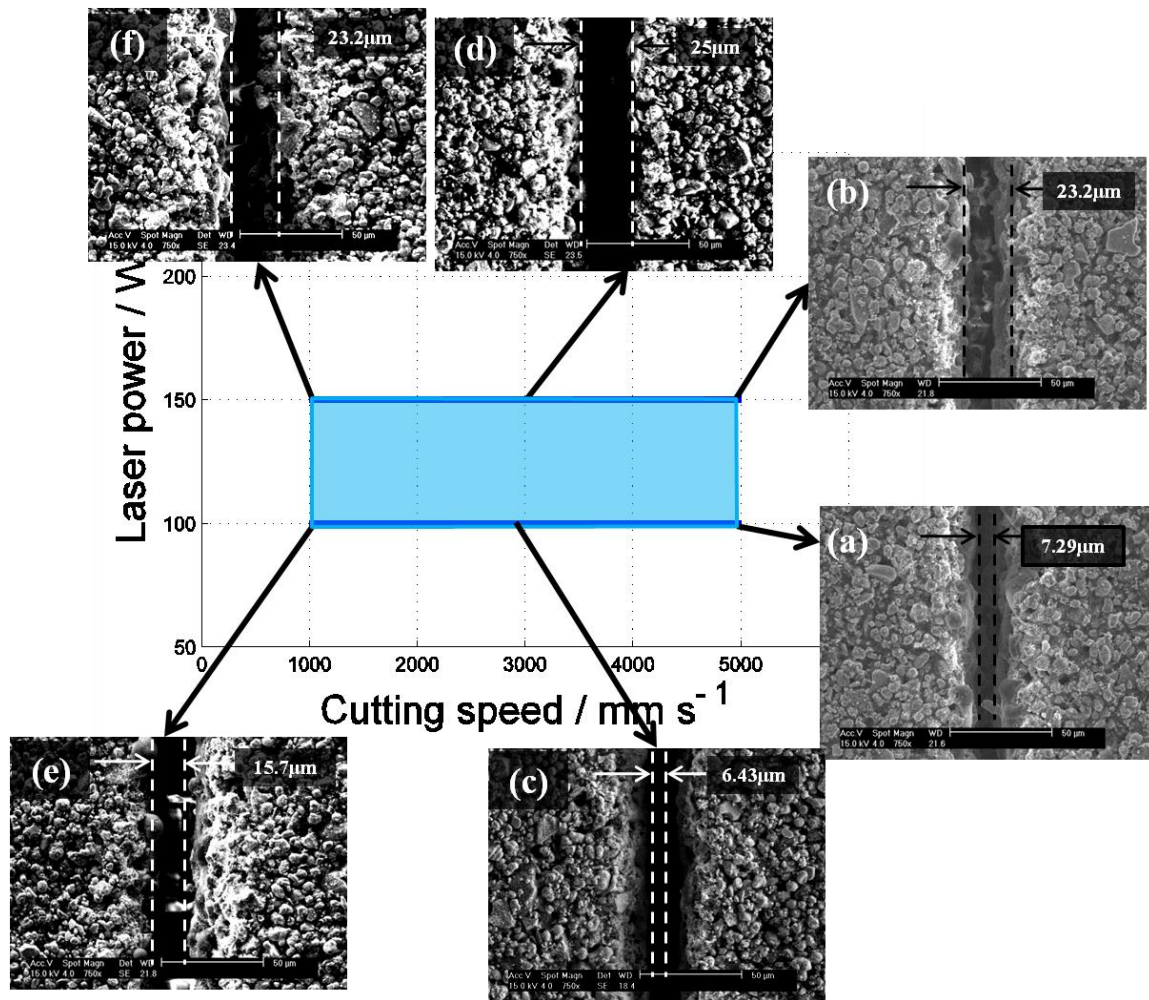 (f)
23.2μm
Acc.V Spot Magn Det WD
15.0 kV 4.0 750x SE 23.4
50 μm
(d)
25μm
Acc.V Spot Magn Det WD
15.0 kV 4.0 750x SE 23.5
50 μm
(b)
23.2μm
Acc.V Spot Magn WD
15.0 kV 4.0 750x 21.8
50 μm
Laser power / W
200
150
100
50
0
1000
2000
3000
4000
5000
Cutting speed / mm s⁻¹
(a)
7.29μm
Acc.V Spot Magn WD
15.0 kV 4.0 750x 21.6
50 μm
(e)
15.7μm
Acc.V Spot Magn Det WD
15.0 kV 4.0 750x SE 21.8
50 μm
(c)
6.43μm
Acc.V Spot Magn Det WD
15.0 kV 4.0 750x SE 18.4
50 μm